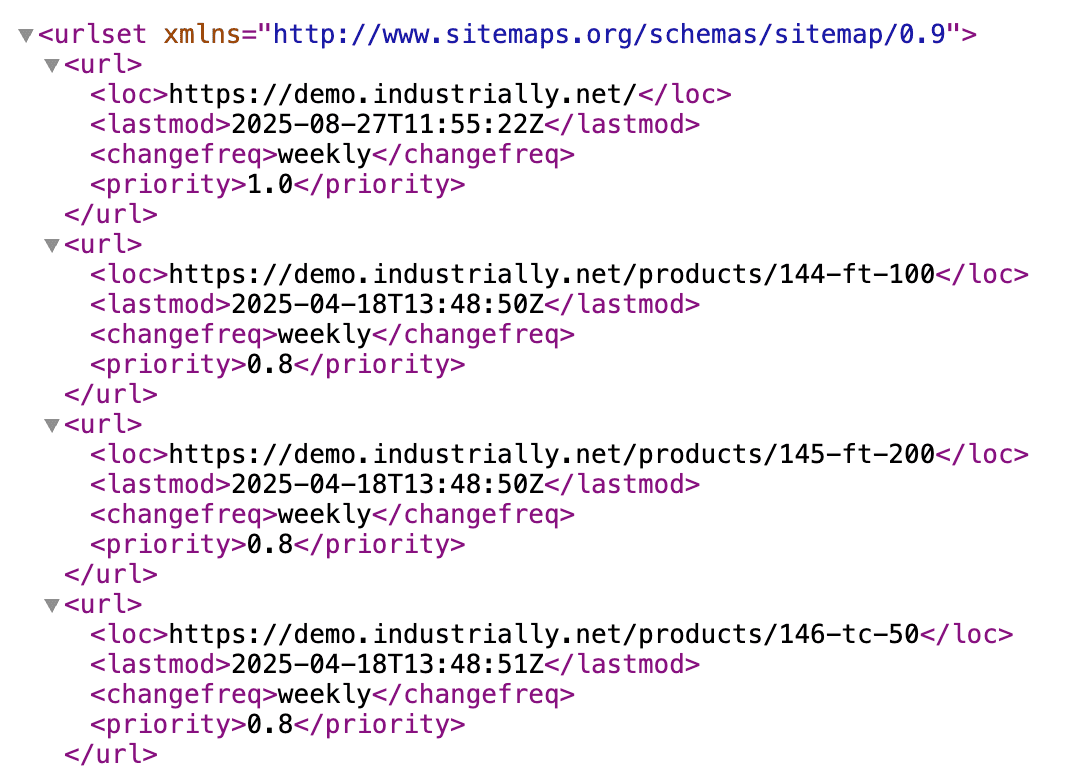 <urlset xmlns="http://www.sitemaps.org/schemas/sitemap/0.9">
<url>
<loc>https://demo.industrially.net/</loc>
<lastmod>2025-08-27T11:55:22Z</lastmod>
<changefreq>weekly</changefreq>
<priority>1.0</priority>
</url>
<url>
<loc>https://demo.industrially.net/products/144-ft-100</loc>
<lastmod>2025-04-18T13:48:50Z</lastmod>
<changefreq>weekly</changefreq>
<priority>0.8</priority>
</url>
<url>
<loc>https://demo.industrially.net/products/145-ft-200</loc>
<lastmod>2025-04-18T13:48:50Z</lastmod>
<changefreq>weekly</changefreq>
<priority>0.8</priority>
</url>
<url>
<loc>https://demo.industrially.net/products/146-tc-50</loc>
<lastmod>2025-04-18T13:48:51Z</lastmod>
<changefreq>weekly</changefreq>
<priority>0.8</priority>
</url>